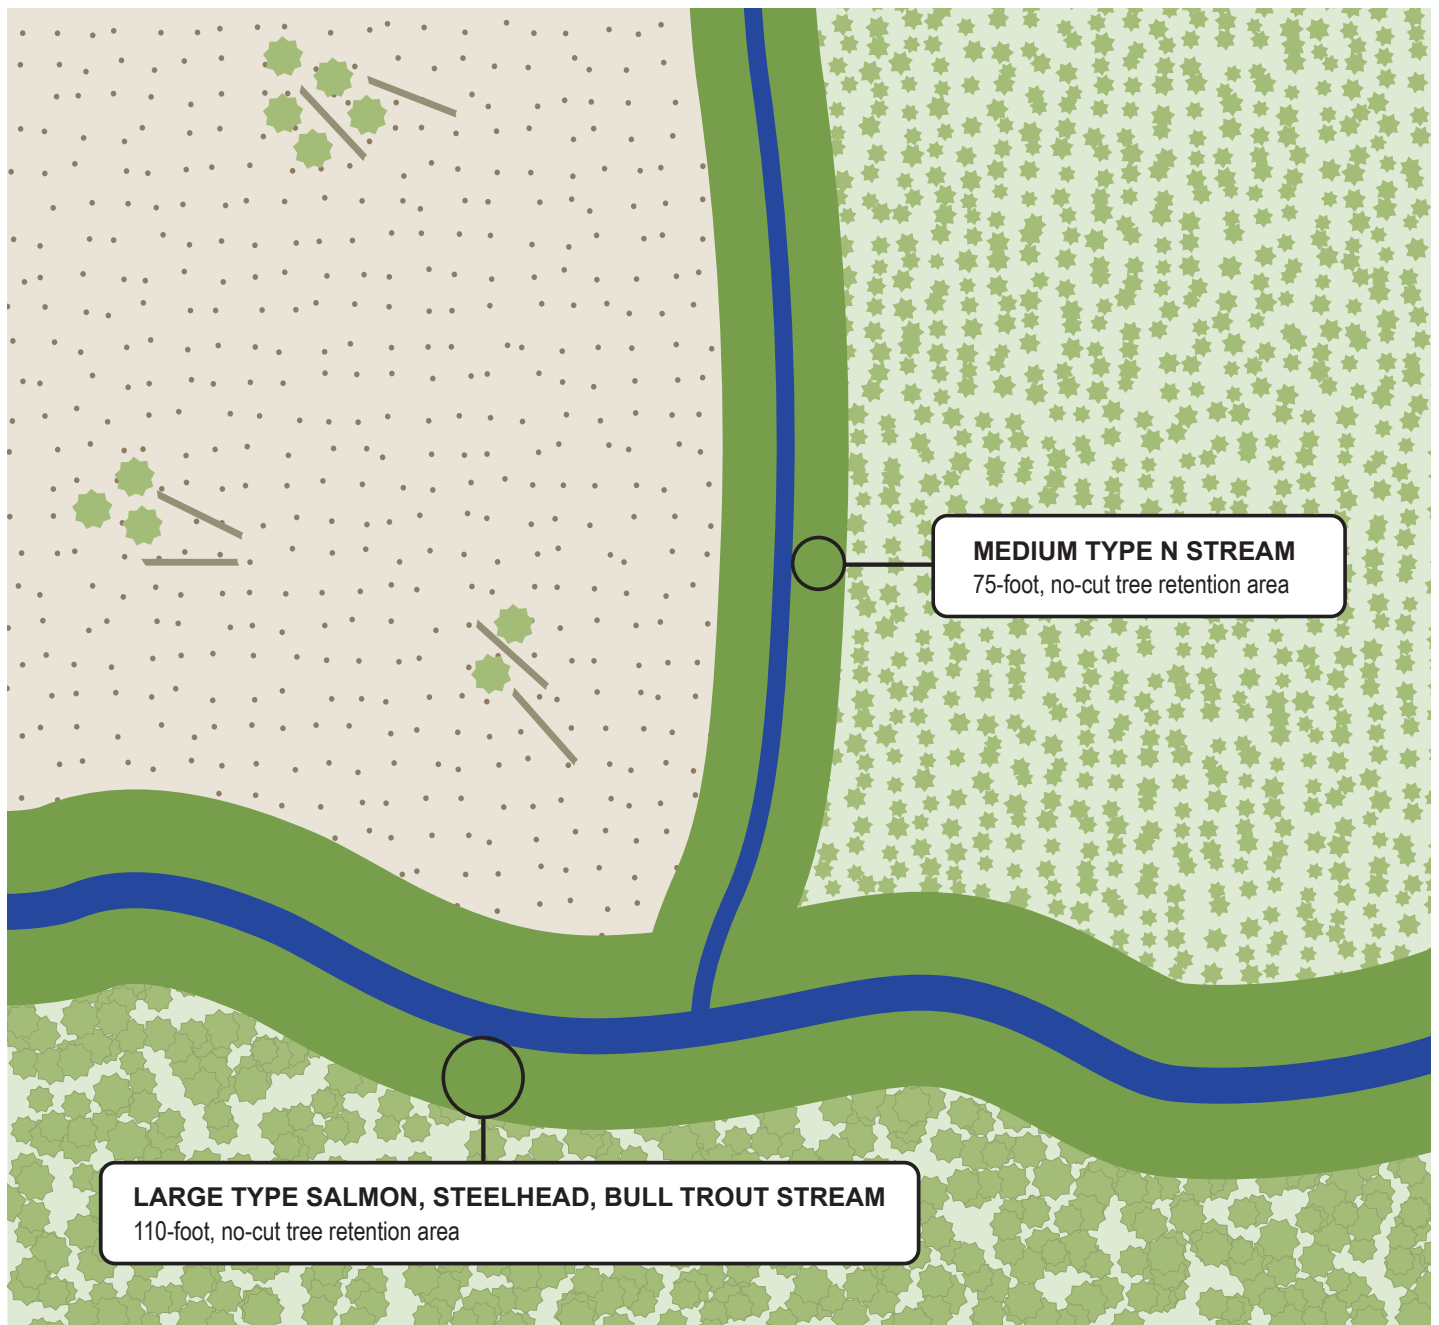 MEDIUM TYPE N STREAM
75-foot, no-cut tree retention area
LARGE TYPE SALMON, STEELHEAD, BULL TROUT STREAM
110-foot, no-cut tree retention area